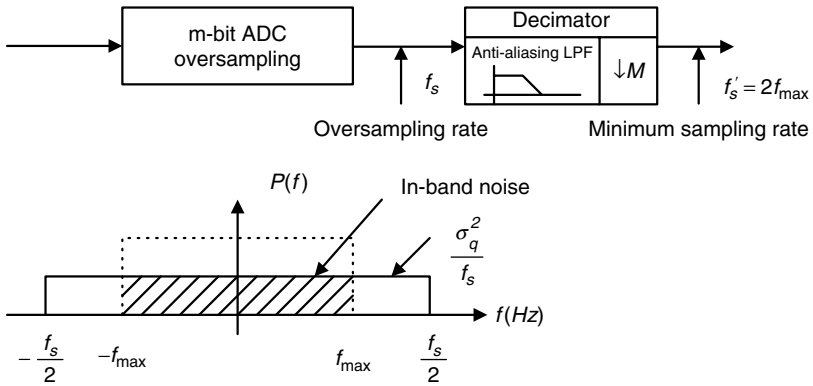 m-bit ADC
oversampling
Decimator
Anti-aliasing LPF
↓M
f_s
f_s' = 2f_max
Oversampling rate
Minimum sampling rate
P(f)
In-band noise
σ_q^2 / f_s
f(Hz)
-f_s/2
-f_max
f_max
f_s/2